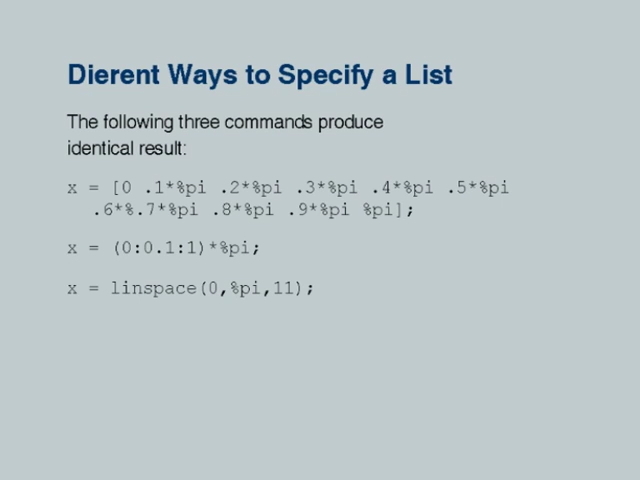 Dierent Ways to Specify a List
The following three commands produce
identical result:
x = [0 .1*%pi .2*%pi .3*%pi .4*%pi .5*%pi
.6*%.7*%pi .8*%pi .9*%pi %pi];
x = (0:0.1:1)*%pi;
x = linspace(0,%pi,11);